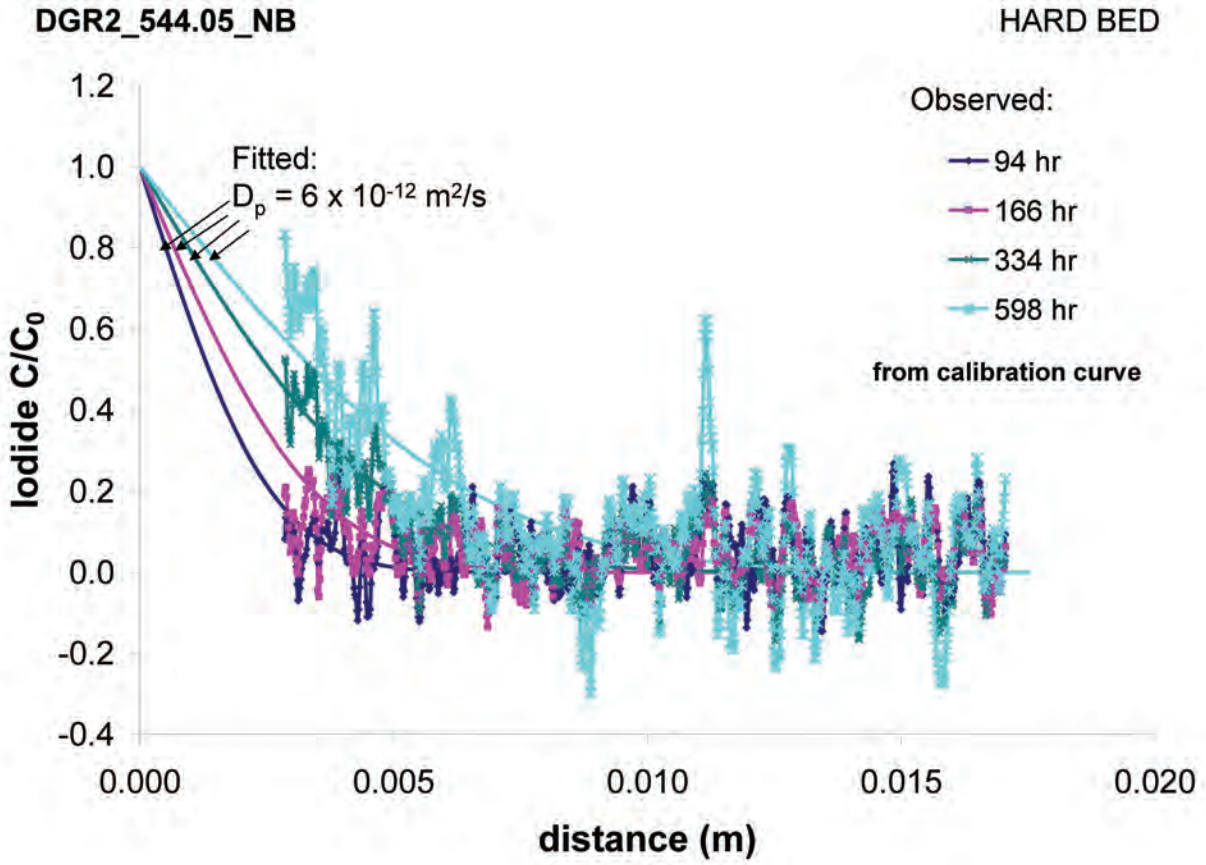 DGR2_544.05_NB
HARD BED
Observed:
94 hr
166 hr
334 hr
598 hr
from calibration curve
Fitted:
Dₚ = 6 x 10⁻¹² m²/s
Iodide C/C₀
1.2
1.0
0.8
0.6
0.4
0.2
0.0
-0.2
-0.4
0.000 0.005 0.010 0.015 0.020
distance (m)